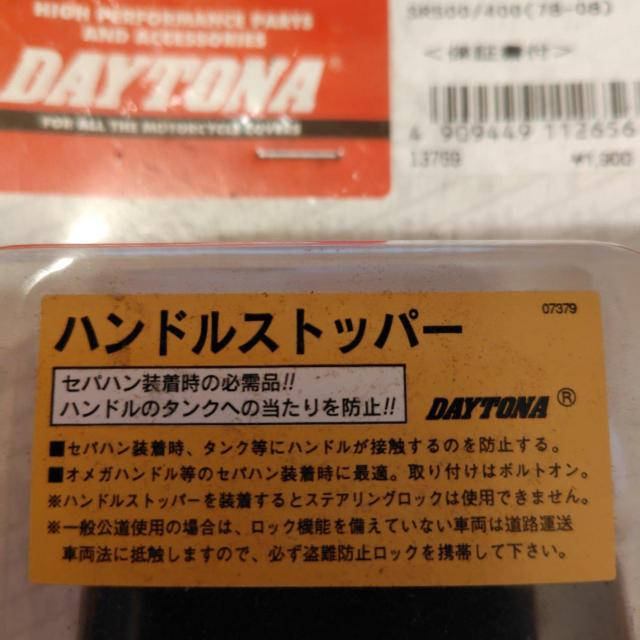 HIGH PERFORMANCE PARTS
AND ACCESSORIES
DAYTONA
FOR ALL THE MOTORCYCLE LOVERS
SR500/400(78-08)
<保証書付>
4 909449 112656
13769 ¥1,900
ハンドルストッパー
07379
セパハン装着時の必需品!!
ハンドルのタンクへの当たりを防止!!
DAYTONA ®
■セパハン装着時、タンク等にハンドルが接触するのを防止する。
■オメガハンドル等のセパハン装着時に最適。取り付けはボルトオン。
※ハンドルストッパーを装着するとステアリングロックは使用できません。
※一般公道使用の場合は、ロック機能を備えていない車両は道路運送
車両法に抵触しますので、必ず盗難防止ロックを携帯して下さい。